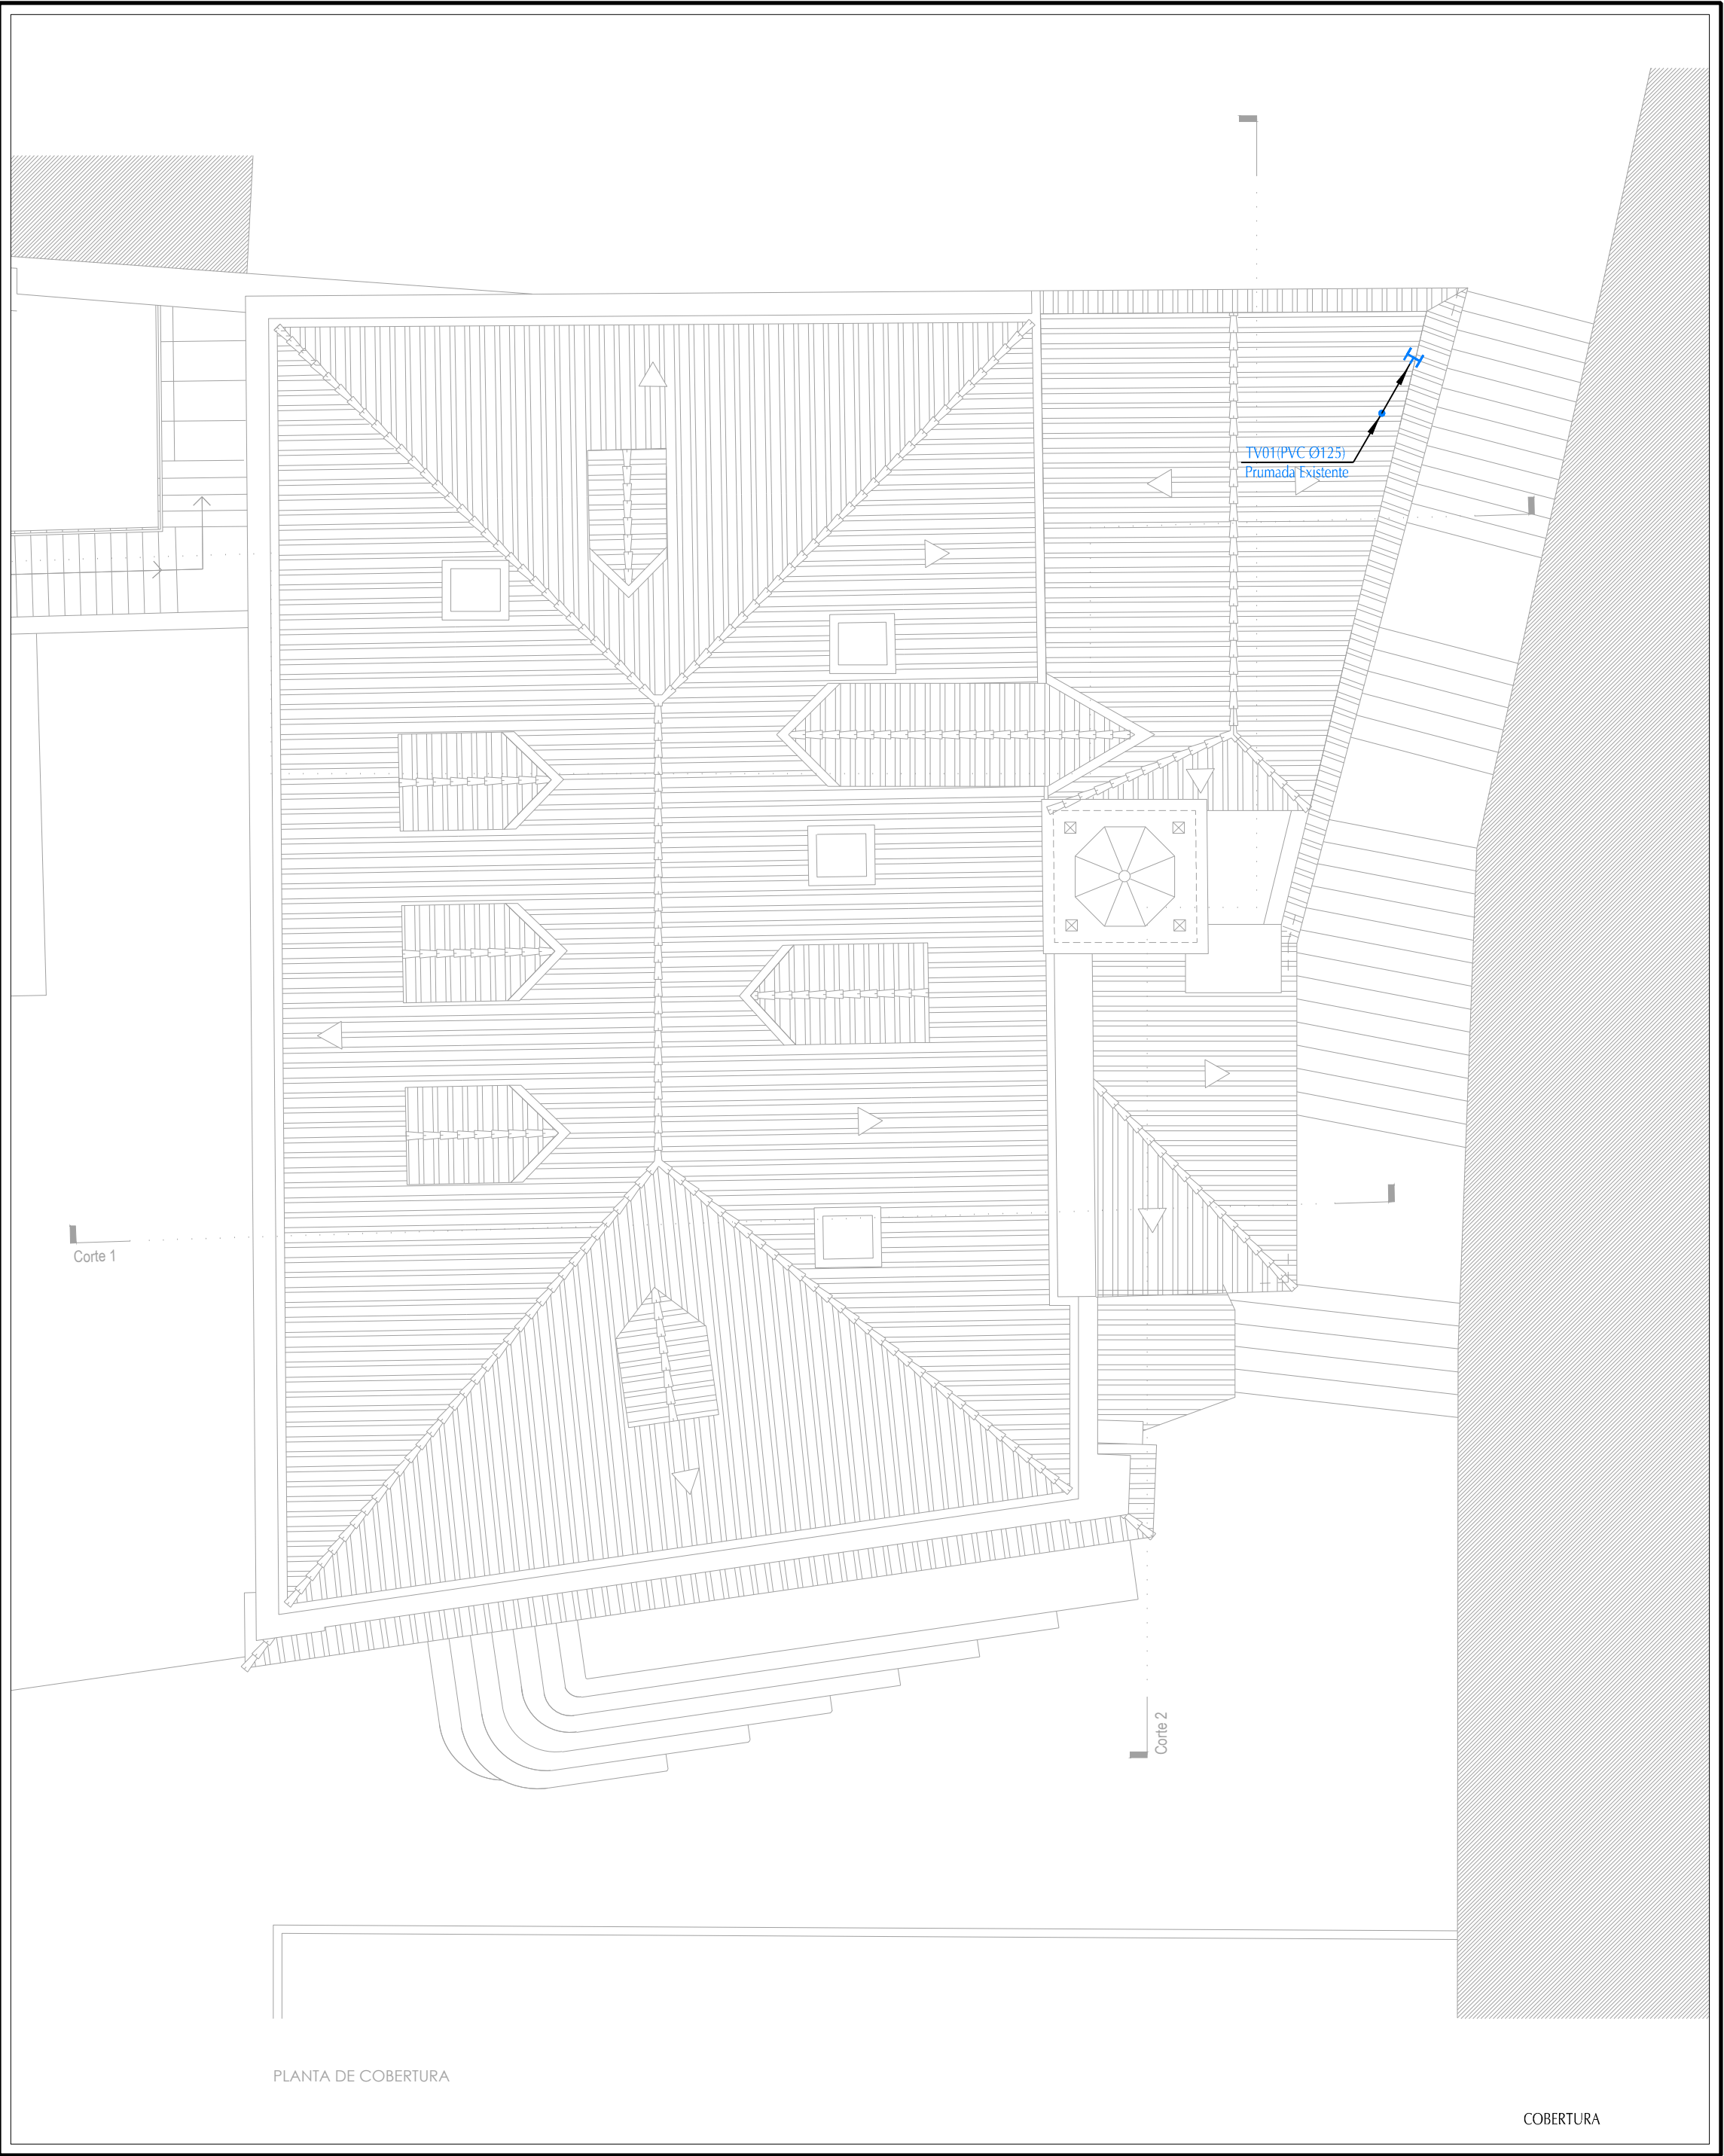 TV01(PVC Ø125)
Prumada Existente
Corte 1
Corte 2
PLANTA DE COBERTURA
COBERTURA